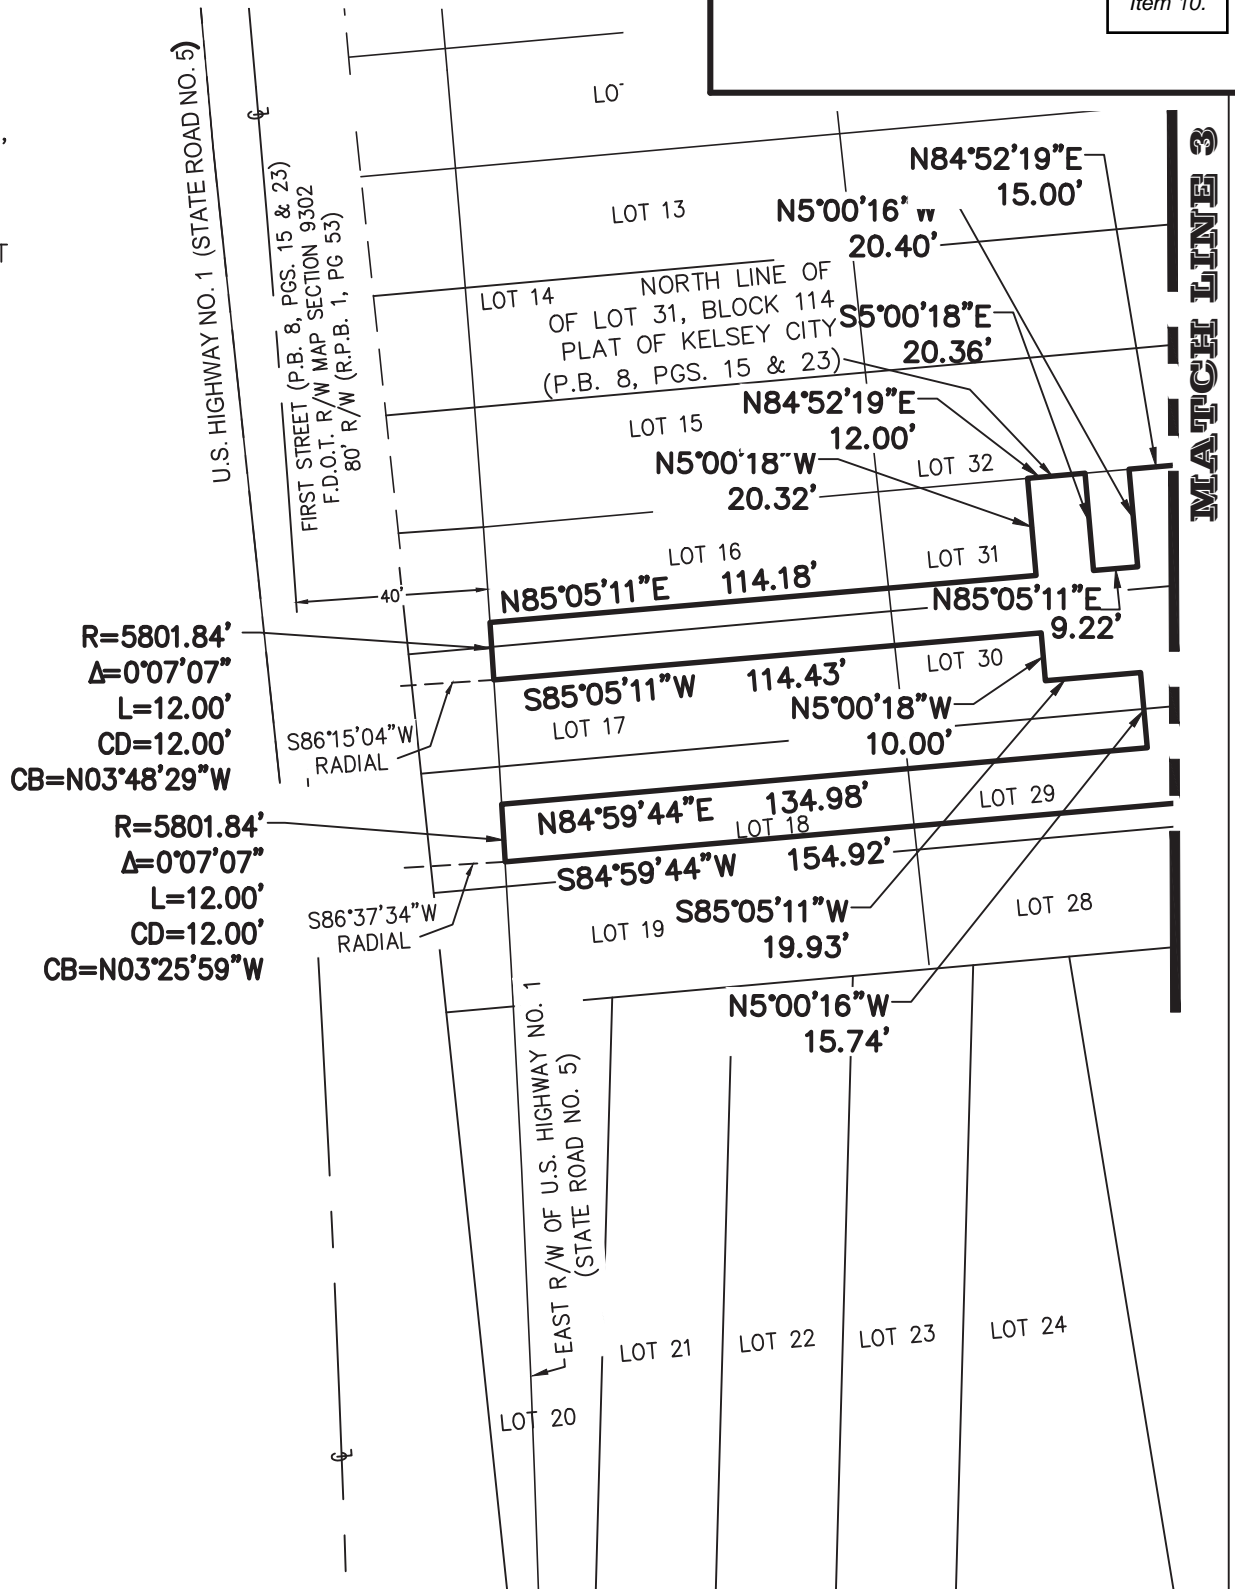 Item 10.
U.S. HIGHWAY NO. 1 (STATE ROAD NO. 5)
FIRST STREET (P.B. 8, PGS. 15 & 23)
F.D.O.T. R/W MAP SECTION 9302
80' R/W (R.P.B. 1, PG 53)
MATCH LINE 3
N84°52'19"E
15.00'
LOT 13
N5°00'16"
20.40'
LOT 14
NORTH LINE OF
OF LOT 31, BLOCK 114
PLAT OF KELSEY CITY
(P.B. 8, PGS. 15 & 23)
S5°00'18"E
20.36'
N84°52'19"E
12.00'
LOT 15
N5°00'18"W
20.32'
LOT 32
LOT 16
LOT 31
40'
N85°05'11"E 114.18'
N85°05'11"E
9.22'
R=5801.84'
Δ=0°07'07"
L=12.00'
CD=12.00'
CB=N03°48'29"W
S85°05'11"W 114.43'
LOT 30
LOT 17
N5°00'18"W
10.00'
S86°15'04"W
RADIAL
R=5801.84'
Δ=0°07'07"
L=12.00'
CD=12.00'
CB=N03°25'59"W
N84°59'44"E 134.98'
LOT 29
LOT 18
S84°59'44"W 154.92'
S86°37'34"W
RADIAL
LOT 19
S85°05'11"W
19.93'
LOT 28
N5°00'16"W
15.74'
EAST R/W OF U.S. HIGHWAY NO. 1
(STATE ROAD NO. 5)
LOT 20
LOT 21
LOT 22
LOT 23
LOT 24